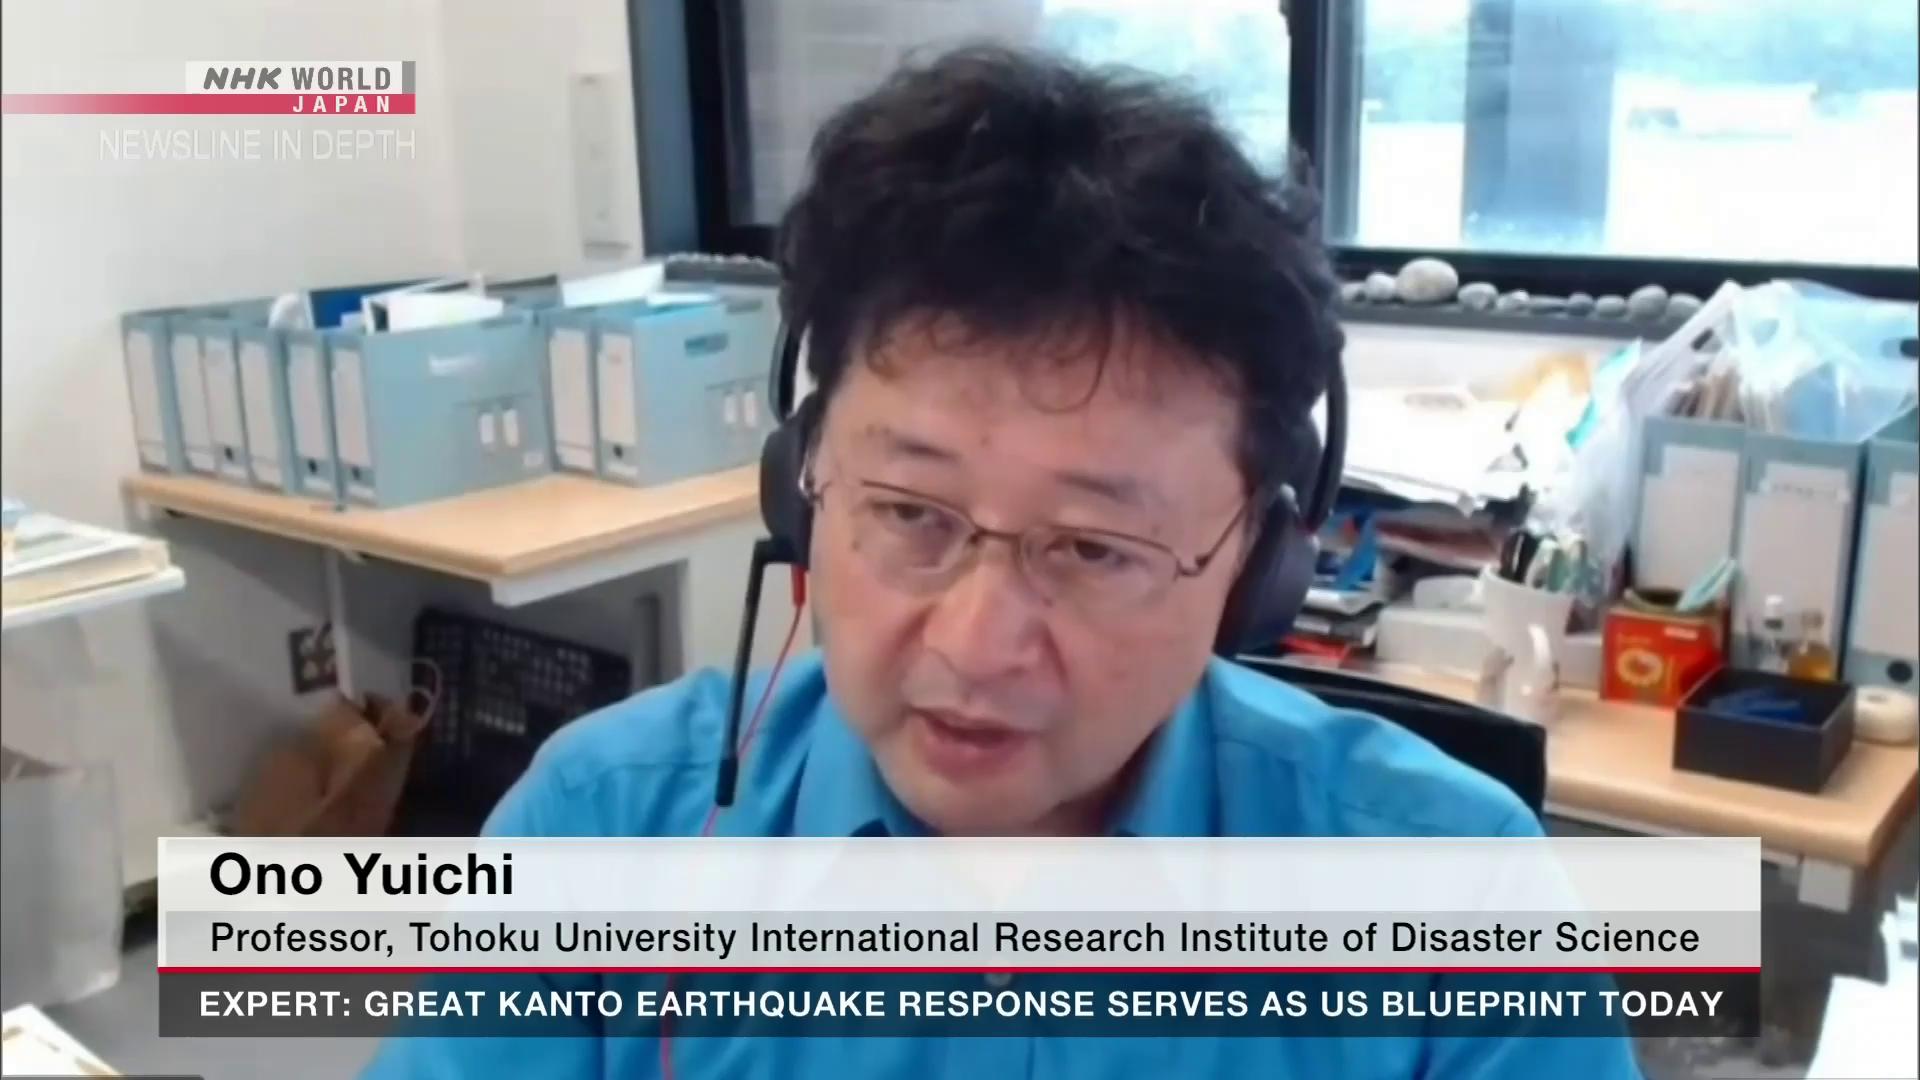 NHK WORLD
JAPAN
NEWSLINE IN DEPTH
Ono Yuichi
Professor, Tohoku University International Research Institute of Disaster Science
EXPERT: GREAT KANTO EARTHQUAKE RESPONSE SERVES AS US BLUEPRINT TODAY